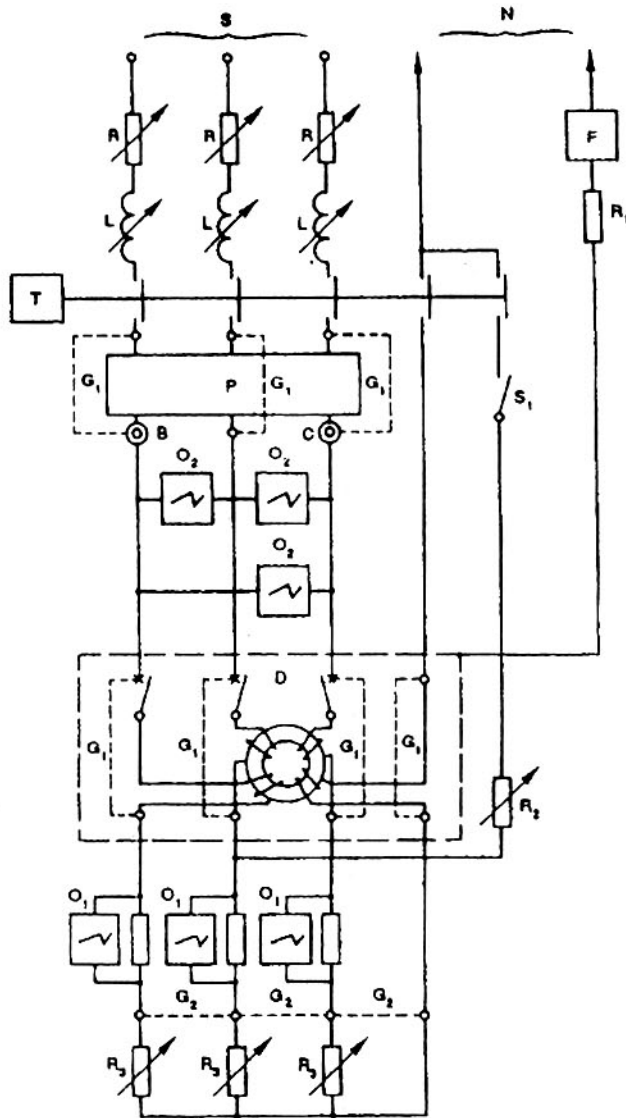 S N
R R R F
L L L R₁
T
G₁ P G₁ G₁
B C S₁
O₂ O₂
O₂
D
G₁ G₁ G₁ G₁
R₂
O₁ O₁ O₁
G₂ G₂ G₂
R₃ R₃ R₃